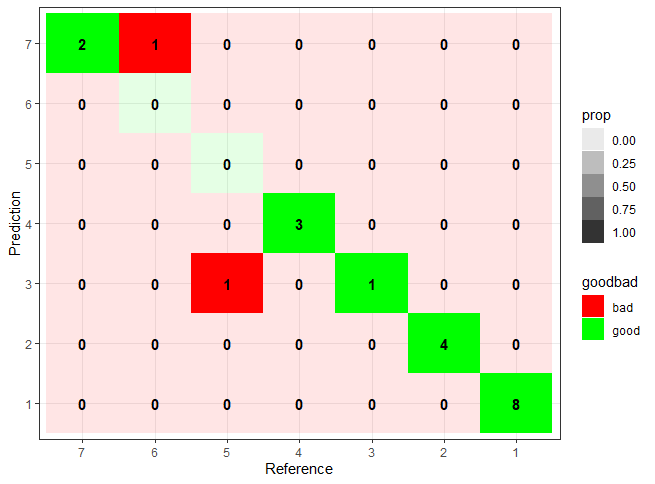 7 2 1 0 0 0 0 0
6 0 0 0 0 0 0 0
5 0 0 0 0 0 0 0
4 0 0 0 3 0 0 0
3 0 0 1 0 1 0 0
2 0 0 0 0 0 4 0
1 0 0 0 0 0 0 8
7 6 5 4 3 2 1
Reference
Prediction
prop
0.00
0.25
0.50
0.75
1.00
goodbad
bad
good